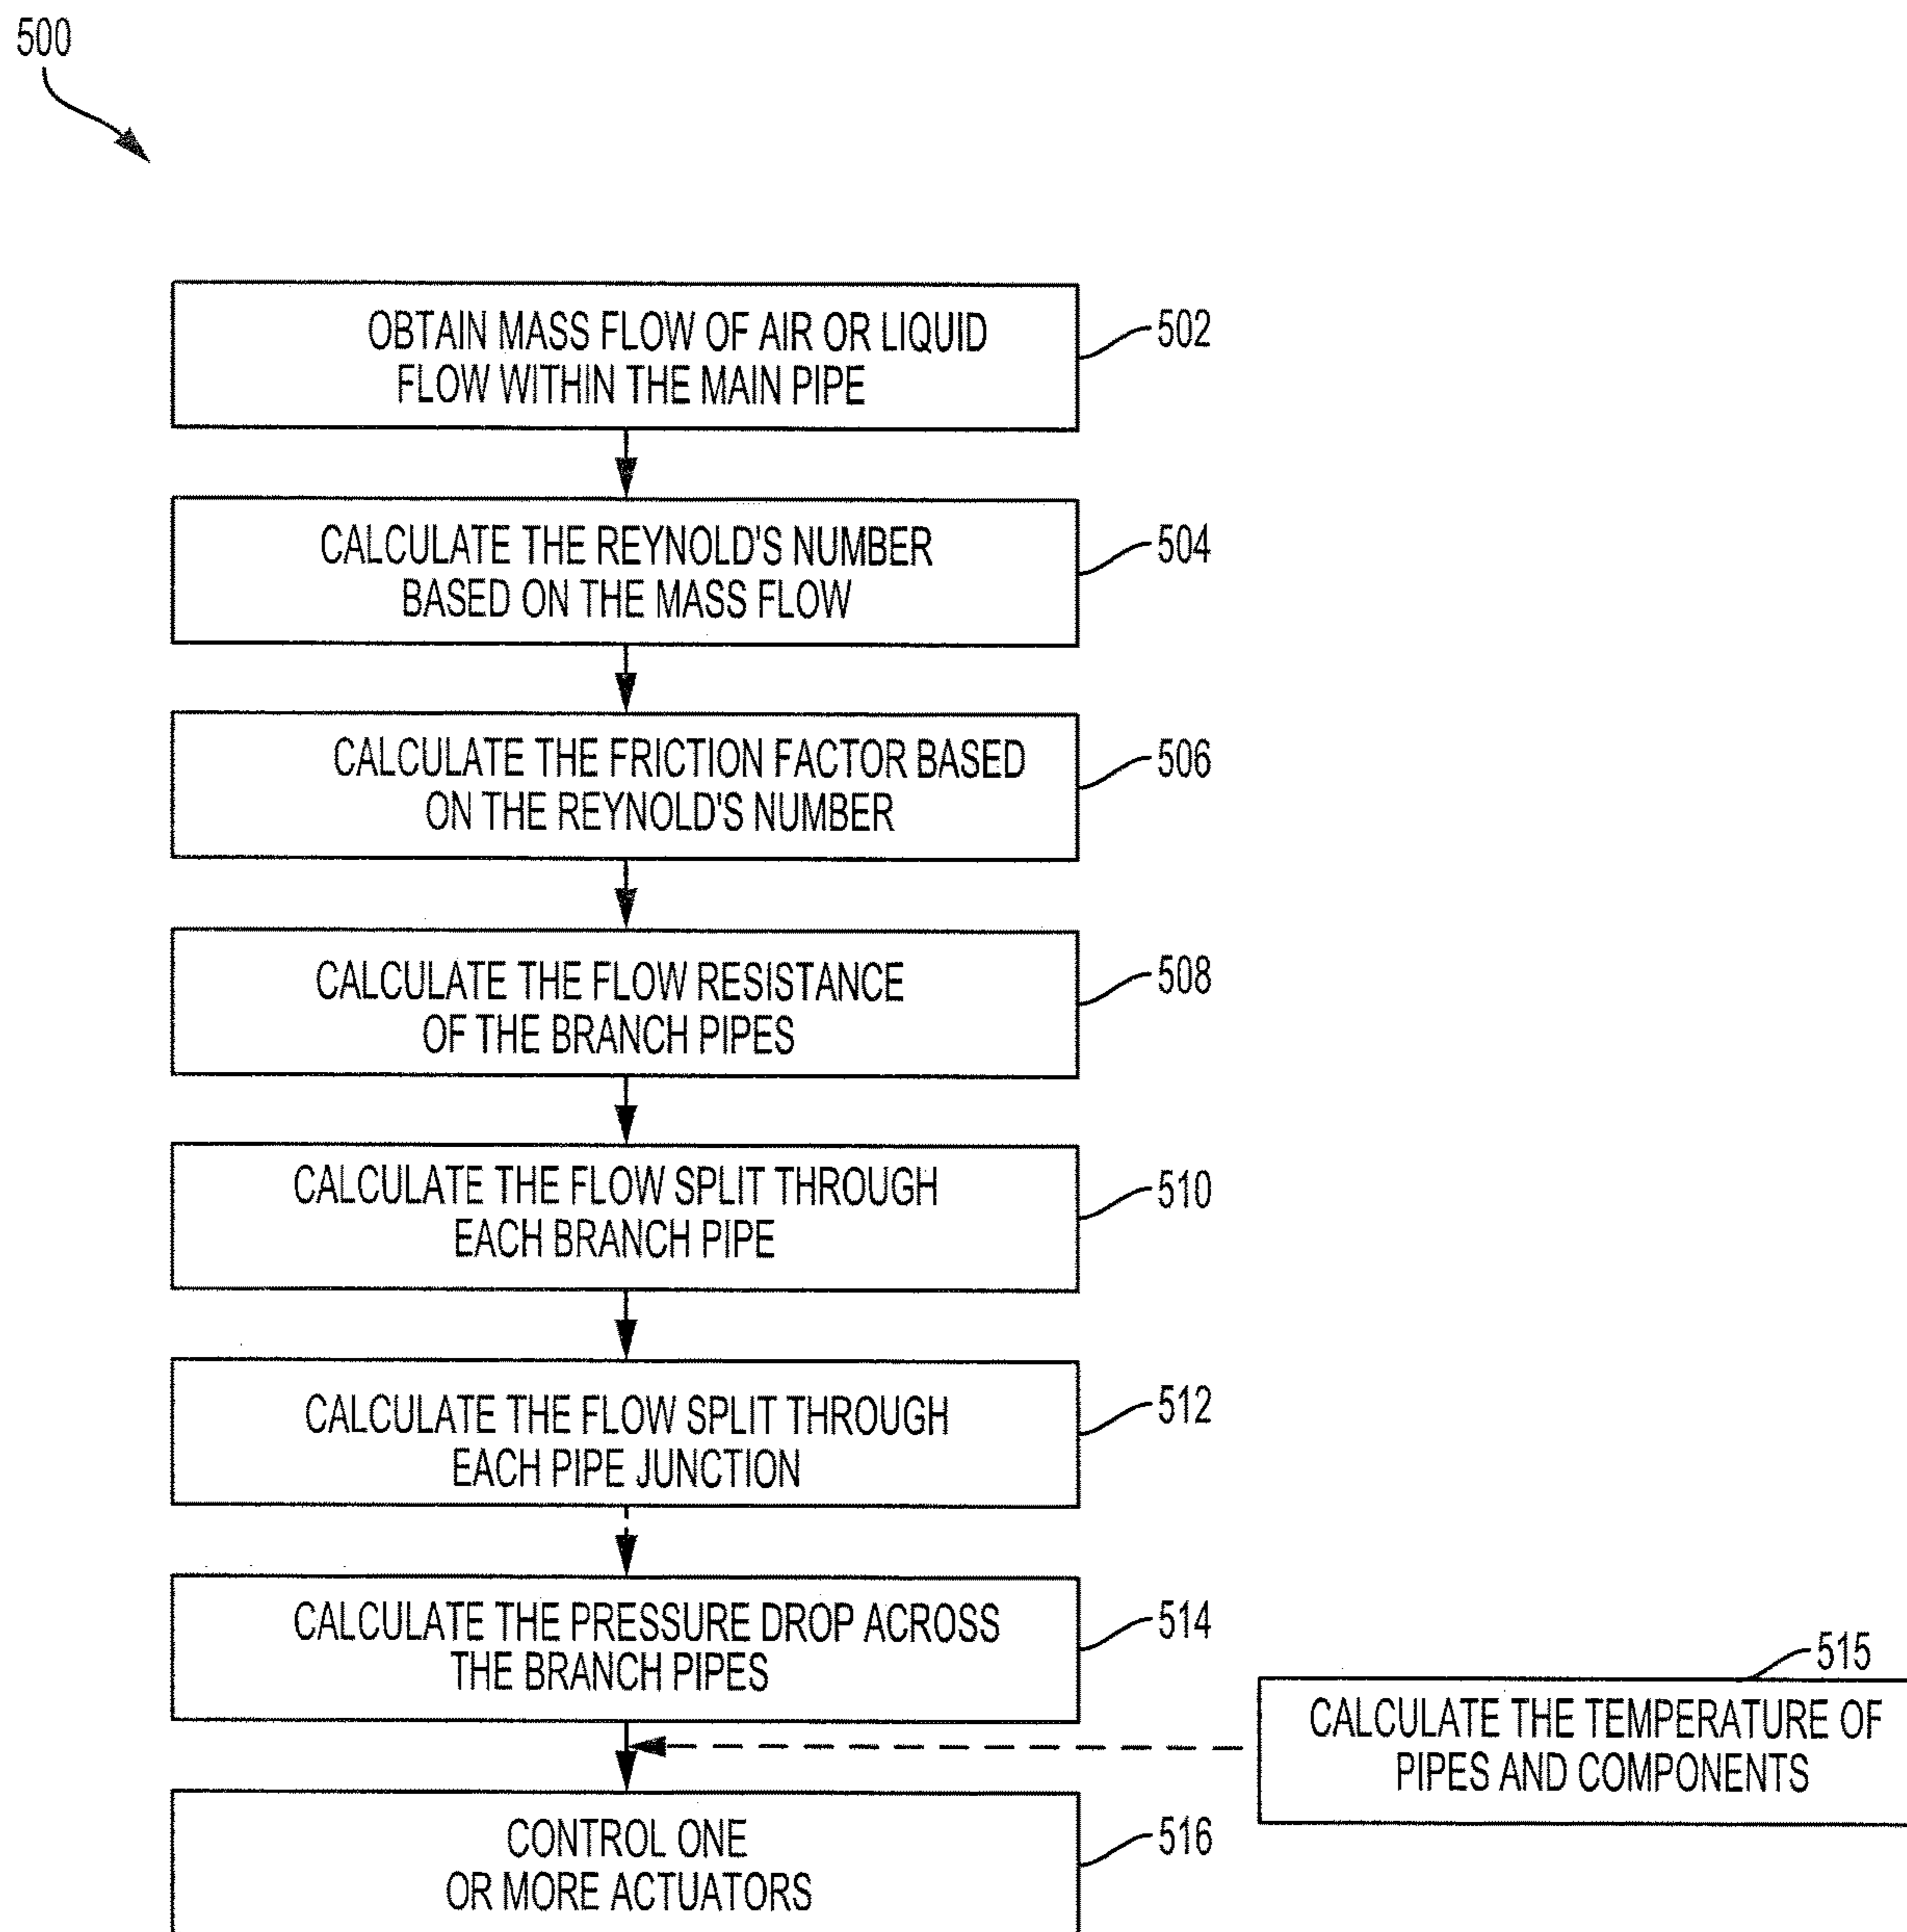 500
OBTAIN MASS FLOW OF AIR OR LIQUID
FLOW WITHIN THE MAIN PIPE
502
CALCULATE THE REYNOLD'S NUMBER
BASED ON THE MASS FLOW
504
CALCULATE THE FRICTION FACTOR BASED
ON THE REYNOLD'S NUMBER
506
CALCULATE THE FLOW RESISTANCE
OF THE BRANCH PIPES
508
CALCULATE THE FLOW SPLIT THROUGH
EACH BRANCH PIPE
510
CALCULATE THE FLOW SPLIT THROUGH
EACH PIPE JUNCTION
512
CALCULATE THE PRESSURE DROP ACROSS
THE BRANCH PIPES
514
515
CALCULATE THE TEMPERATURE OF
PIPES AND COMPONENTS
CONTROL ONE
OR MORE ACTUATORS
516